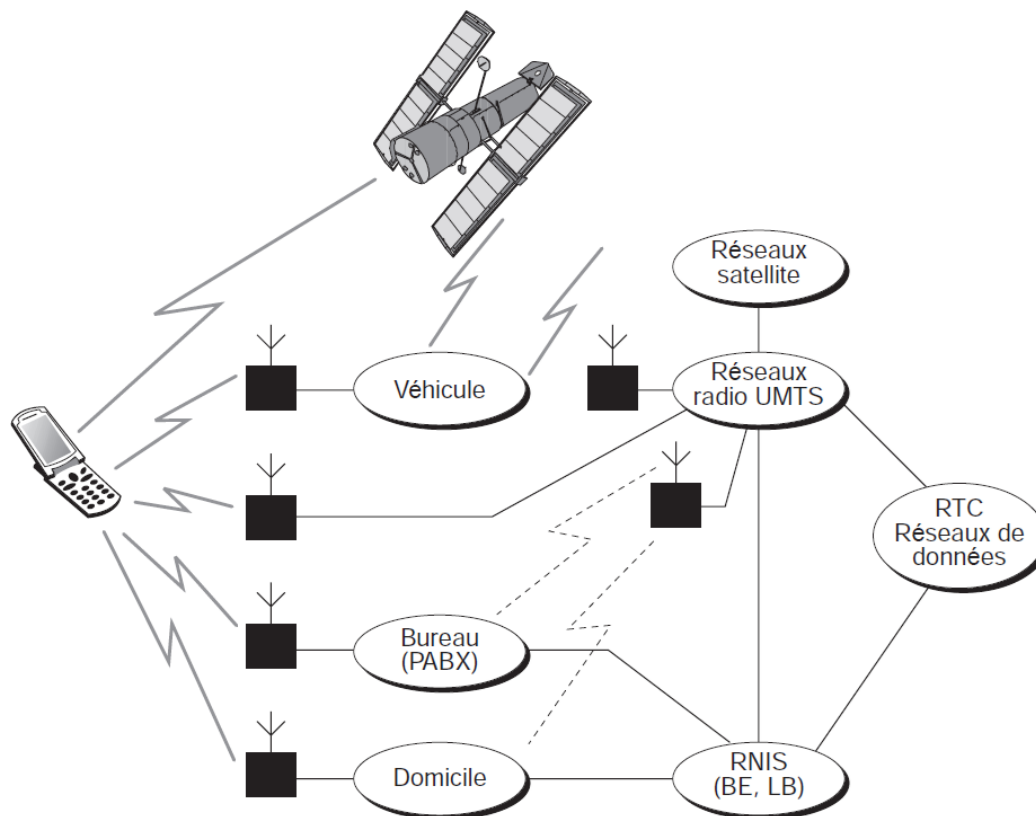 Réseaux
satellite
Véhicule
Réseaux
radio UMTS
RTC
Réseaux de
données
Bureau
(PABX)
Domicile
RNIS
(BE, LB)